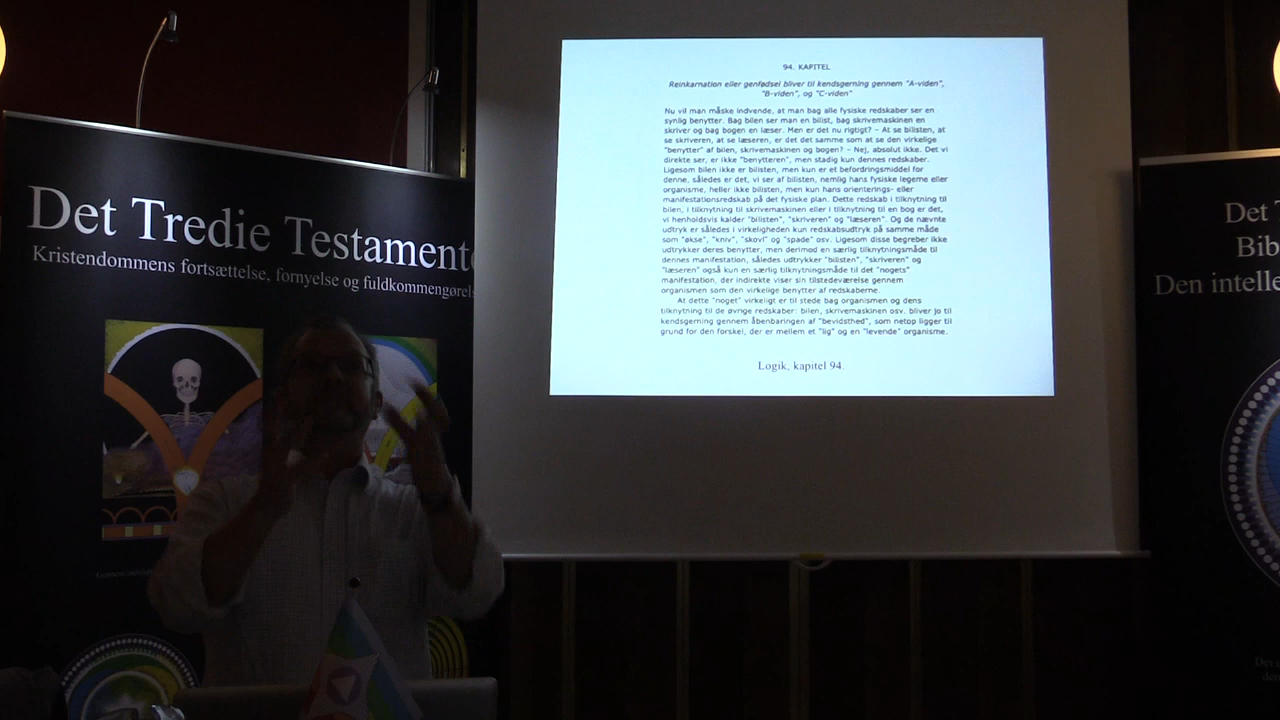 Det Tredie Testamente
Kristendommens fortsættelse, fornyelse og fuldkommengørels
94. KAPITEL
Reinkarnation eller genfødsel bliver til kendsgerning gennem "A-viden",
"B-viden", og "C-viden"
Nu vil man måske indvende, at man bag alle fysiske redskaber ser en
synlig benytter. Bag bilen ser man en bilist, bag skrivemaskinen en
skriver og bag bogen en læser. Men er det nu rigtigt? – At se bilisten, at
se skriveren, at se læseren, er det det samme som at se den virkelige
"benytter" af bilen, skrivemaskinen og bogen? – Nej, absolut ikke. Det vi
direkte ser, er ikke "benytteren", men stadig kun dennes redskaber.
Ligesom bilen ikke er bilisten, men kun er et befordringsmiddel for
denne, således er det, vi ser af bilisten, nemlig hans fysiske legeme eller
organisme, heller ikke bilisten, men kun hans orienterings- eller
manifestationsredskab på det fysiske plan. Dette redskab i tilknytning til
bilen, i tilknytning til skrivemaskinen eller i tilknytning til en bog er det,
vi henholdsvis kalder "bilisten", "skriveren" og "læseren". Og de nævnte
udtryk er således i virkeligheden kun redskabsudtryk på samme måde
som "økse", "kniv", "skovl" og "spade" osv. Ligesom disse begreber ikke
udtrykker deres benytter, men derimod en særlig tilknytningsmåde til
dennes manifestation, således udtrykker "bilisten", "skriveren" og
"læseren" også kun en særlig tilknytningsmåde til det "nogets"
manifestation, der indirekte viser sin tilstedeværelse gennem
organismen som den virkelige benytter af redskaberne.
At dette "noget" virkeligt er til stede bag organismen og dens
tilknytning til de øvrige redskaber: bilen, skrivemaskinen osv. bliver jo til
kendsgerning gennem åbenbaringen af "bevidsthed", som netop ligger til
grund for den forskel, der er mellem et "lig" og en "levende" organisme.
Logik, kapitel 94.
Det
Bib
Den intelle